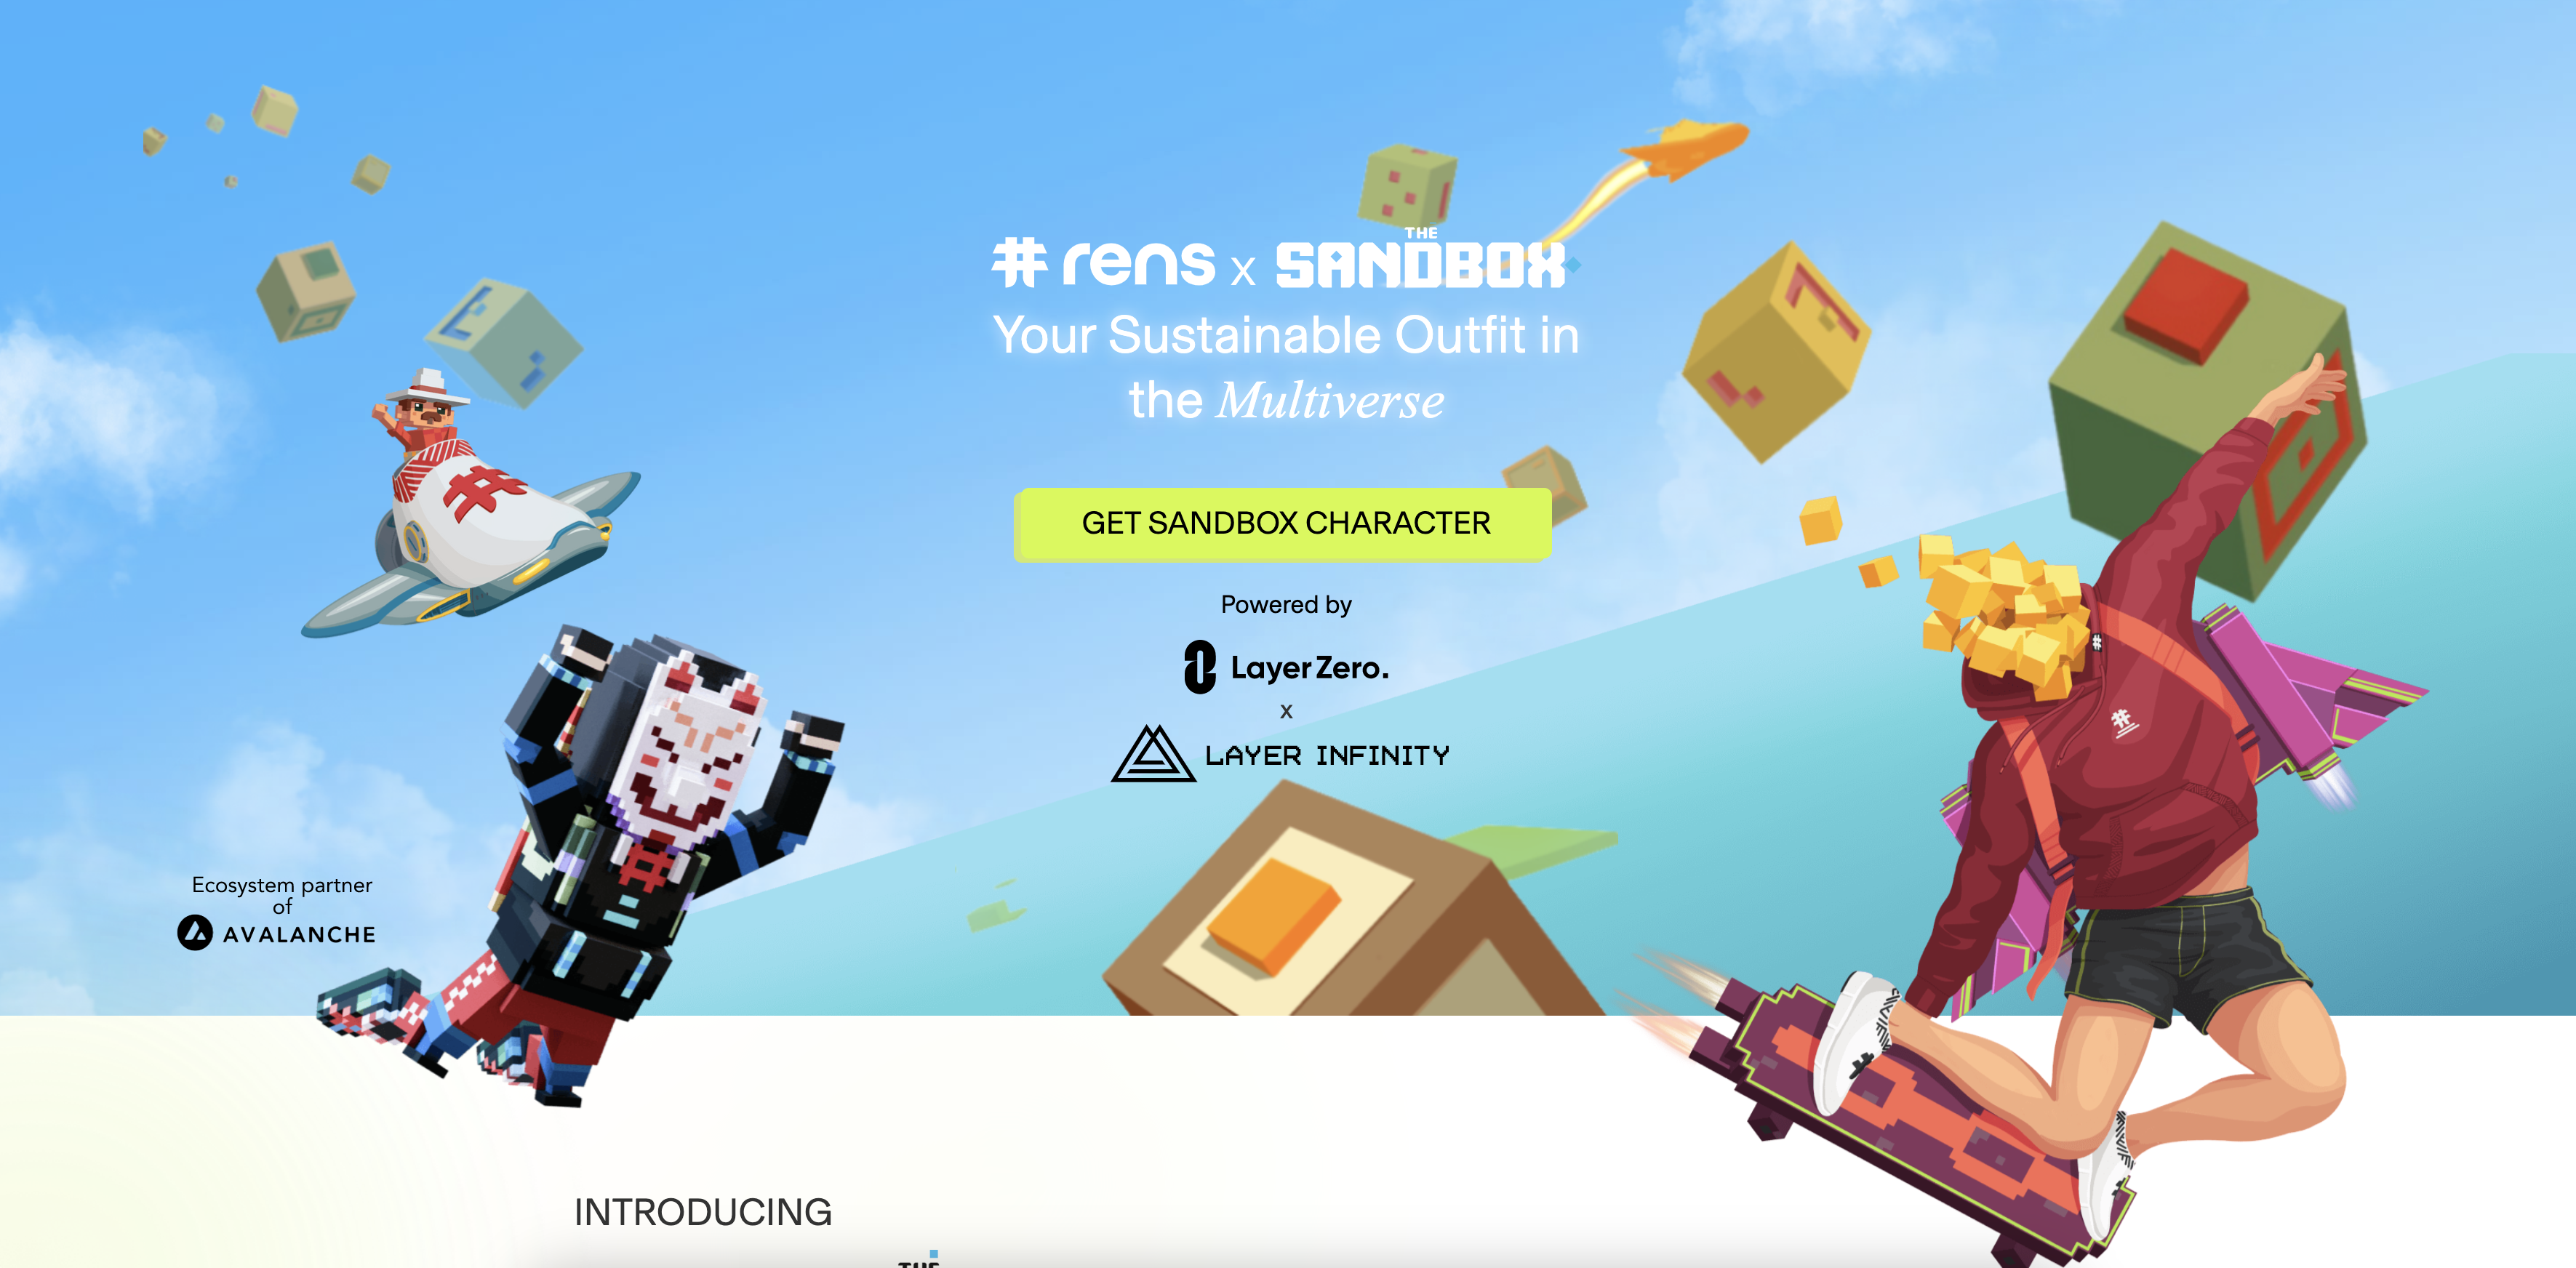 # rens x THE SANDBOX
Your Sustainable Outfit in
the Multiverse
GET SANDBOX CHARACTER
Powered by
LayerZero.
x
LAYER INFINITY
Ecosystem partner
of
AVALANCHE
INTRODUCING
THE